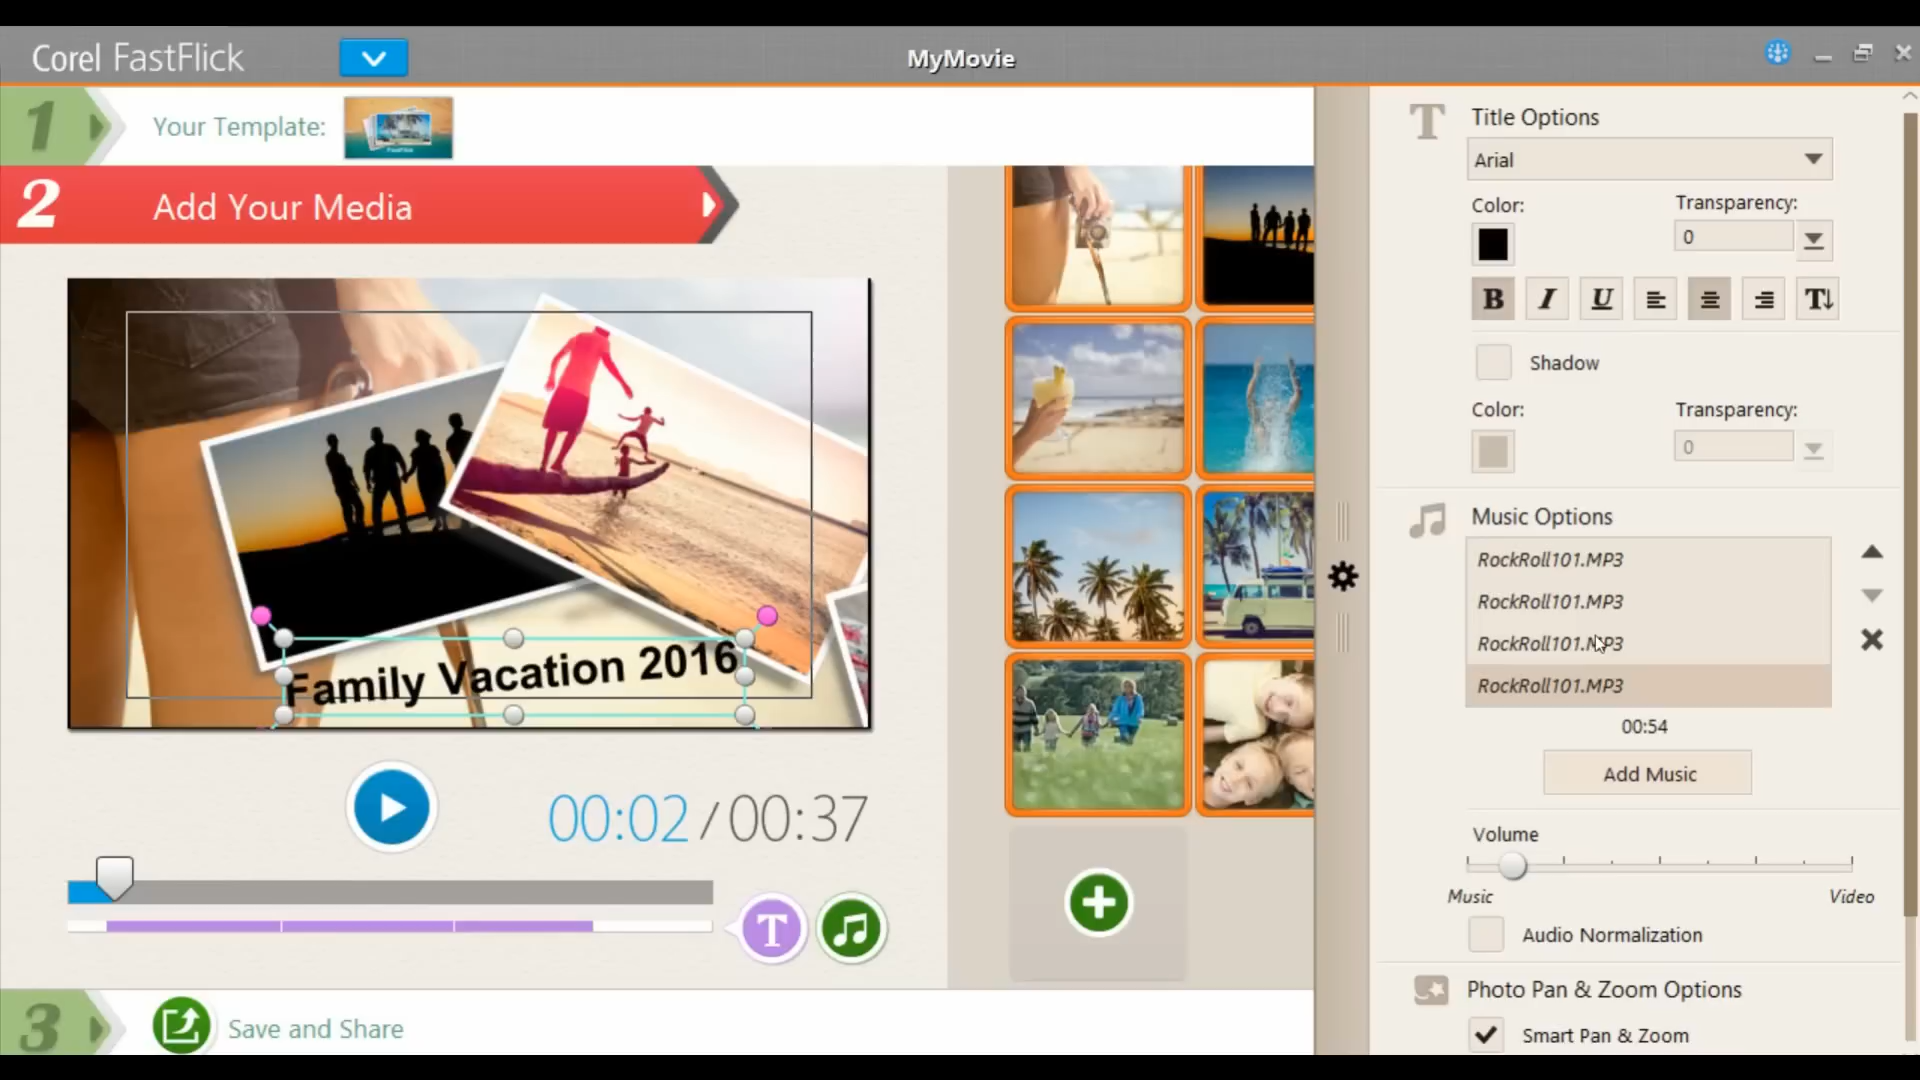 Corel FastFlick
MyMovie
1
Your Template:
2
Add Your Media
Family Vacation 2016
00:02/00:37
T
3
Save and Share
T
Title Options
Arial
Color:
Transparency:
0
B I U T
Shadow
Color:
Transparency:
0
Music Options
RockRoll101.MP3
RockRoll101.MP3
RockRoll101.MP3
RockRoll101.MP3
00:54
Add Music
Volume
Music
Video
Audio Normalization
Photo Pan & Zoom Options
Smart Pan & Zoom